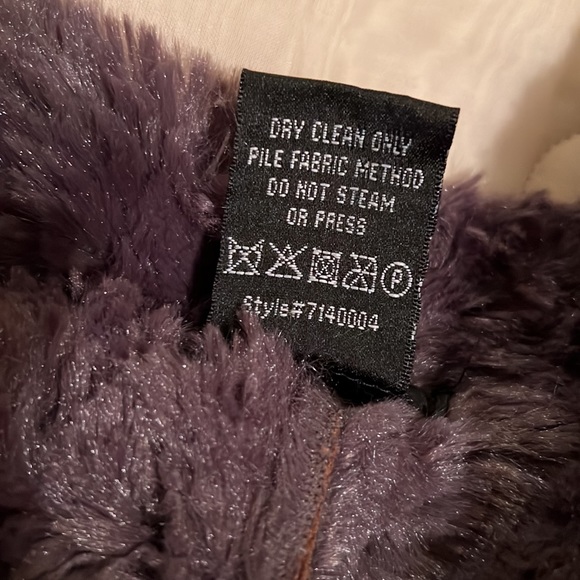 DRY CLEAN ONLY
PILE FABRIC METHOD
DO NOT STEAM
OR PRESS
P
Style#7140004